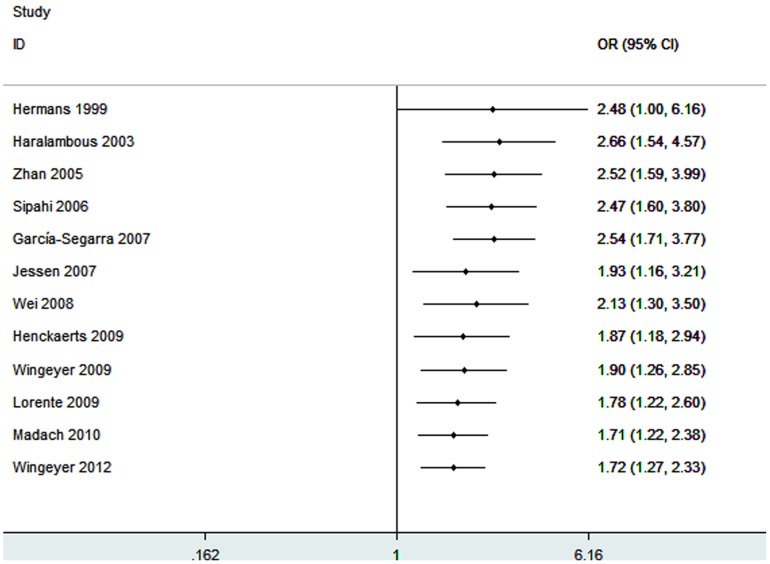 Study
ID OR (95% CI)
Hermans 1999 2.48 (1.00, 6.16)
Haralambous 2003 2.66 (1.54, 4.57)
Zhan 2005 2.52 (1.59, 3.99)
Sipahi 2006 2.47 (1.60, 3.80)
García-Segarra 2007 2.54 (1.71, 3.77)
Jessen 2007 1.93 (1.16, 3.21)
Wei 2008 2.13 (1.30, 3.50)
Henckaerts 2009 1.87 (1.18, 2.94)
Wingeyer 2009 1.90 (1.26, 2.85)
Lorente 2009 1.78 (1.22, 2.60)
Madach 2010 1.71 (1.22, 2.38)
Wingeyer 2012 1.72 (1.27, 2.33)
.162 1 6.16